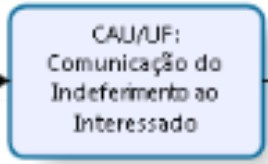 CAU/UF:
Comunicação do
Indeferimento ao
Interessado